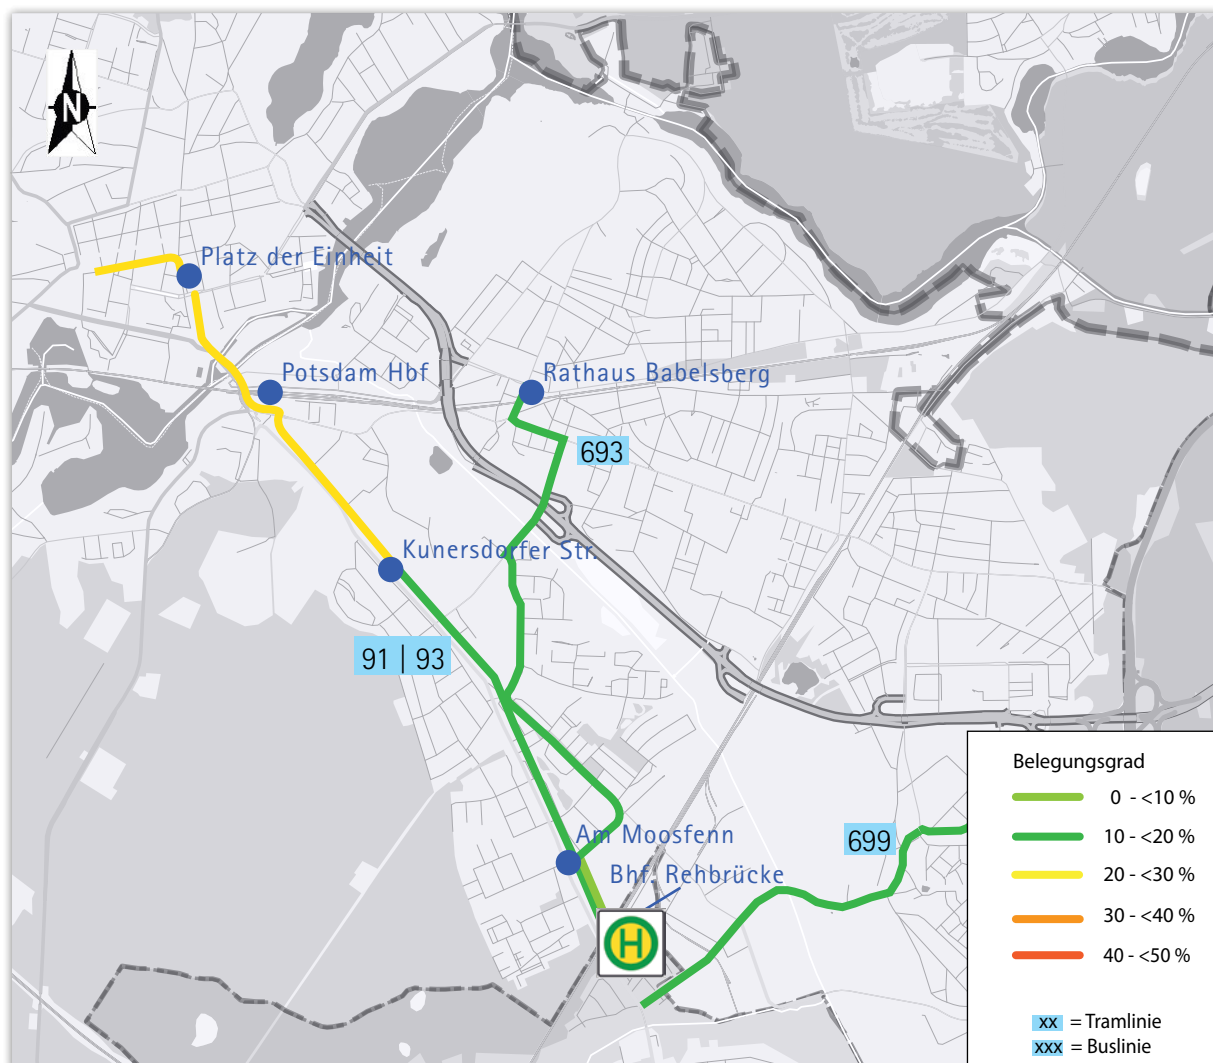 N
Platz der Einheit
Potsdam Hbf
Rathaus Babelsberg
693
Kunersdorfer Str.
91 | 93
Am Moosfenn
Bhf. Rehbrücke
H
699
Belegungsgrad
0 - <10 %
10 - <20 %
20 - <30 %
30 - <40 %
40 - <50 %
xx = Tramlinie
xxx = Buslinie